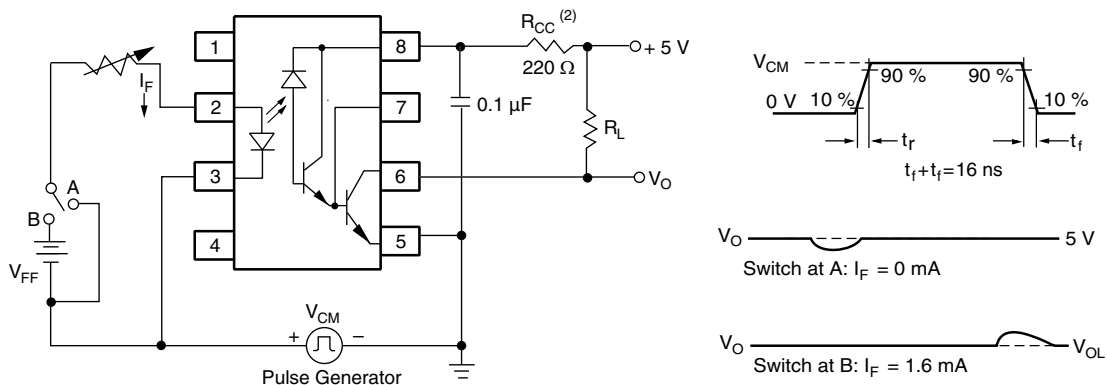 1
2
3
4
8
7
6
5
I_F
A
B
V_FF
R_CC (2)
220 Ω
+ 5 V
0.1 µF
R_L
V_O
V_CM
+ –
Pulse Generator
V_CM
90 % 90 %
0 V 10 % 10 %
t_r t_f
t_f+t_f=16 ns
V_O 5 V
Switch at A: I_F = 0 mA
V_O V_OL
Switch at B: I_F = 1.6 mA